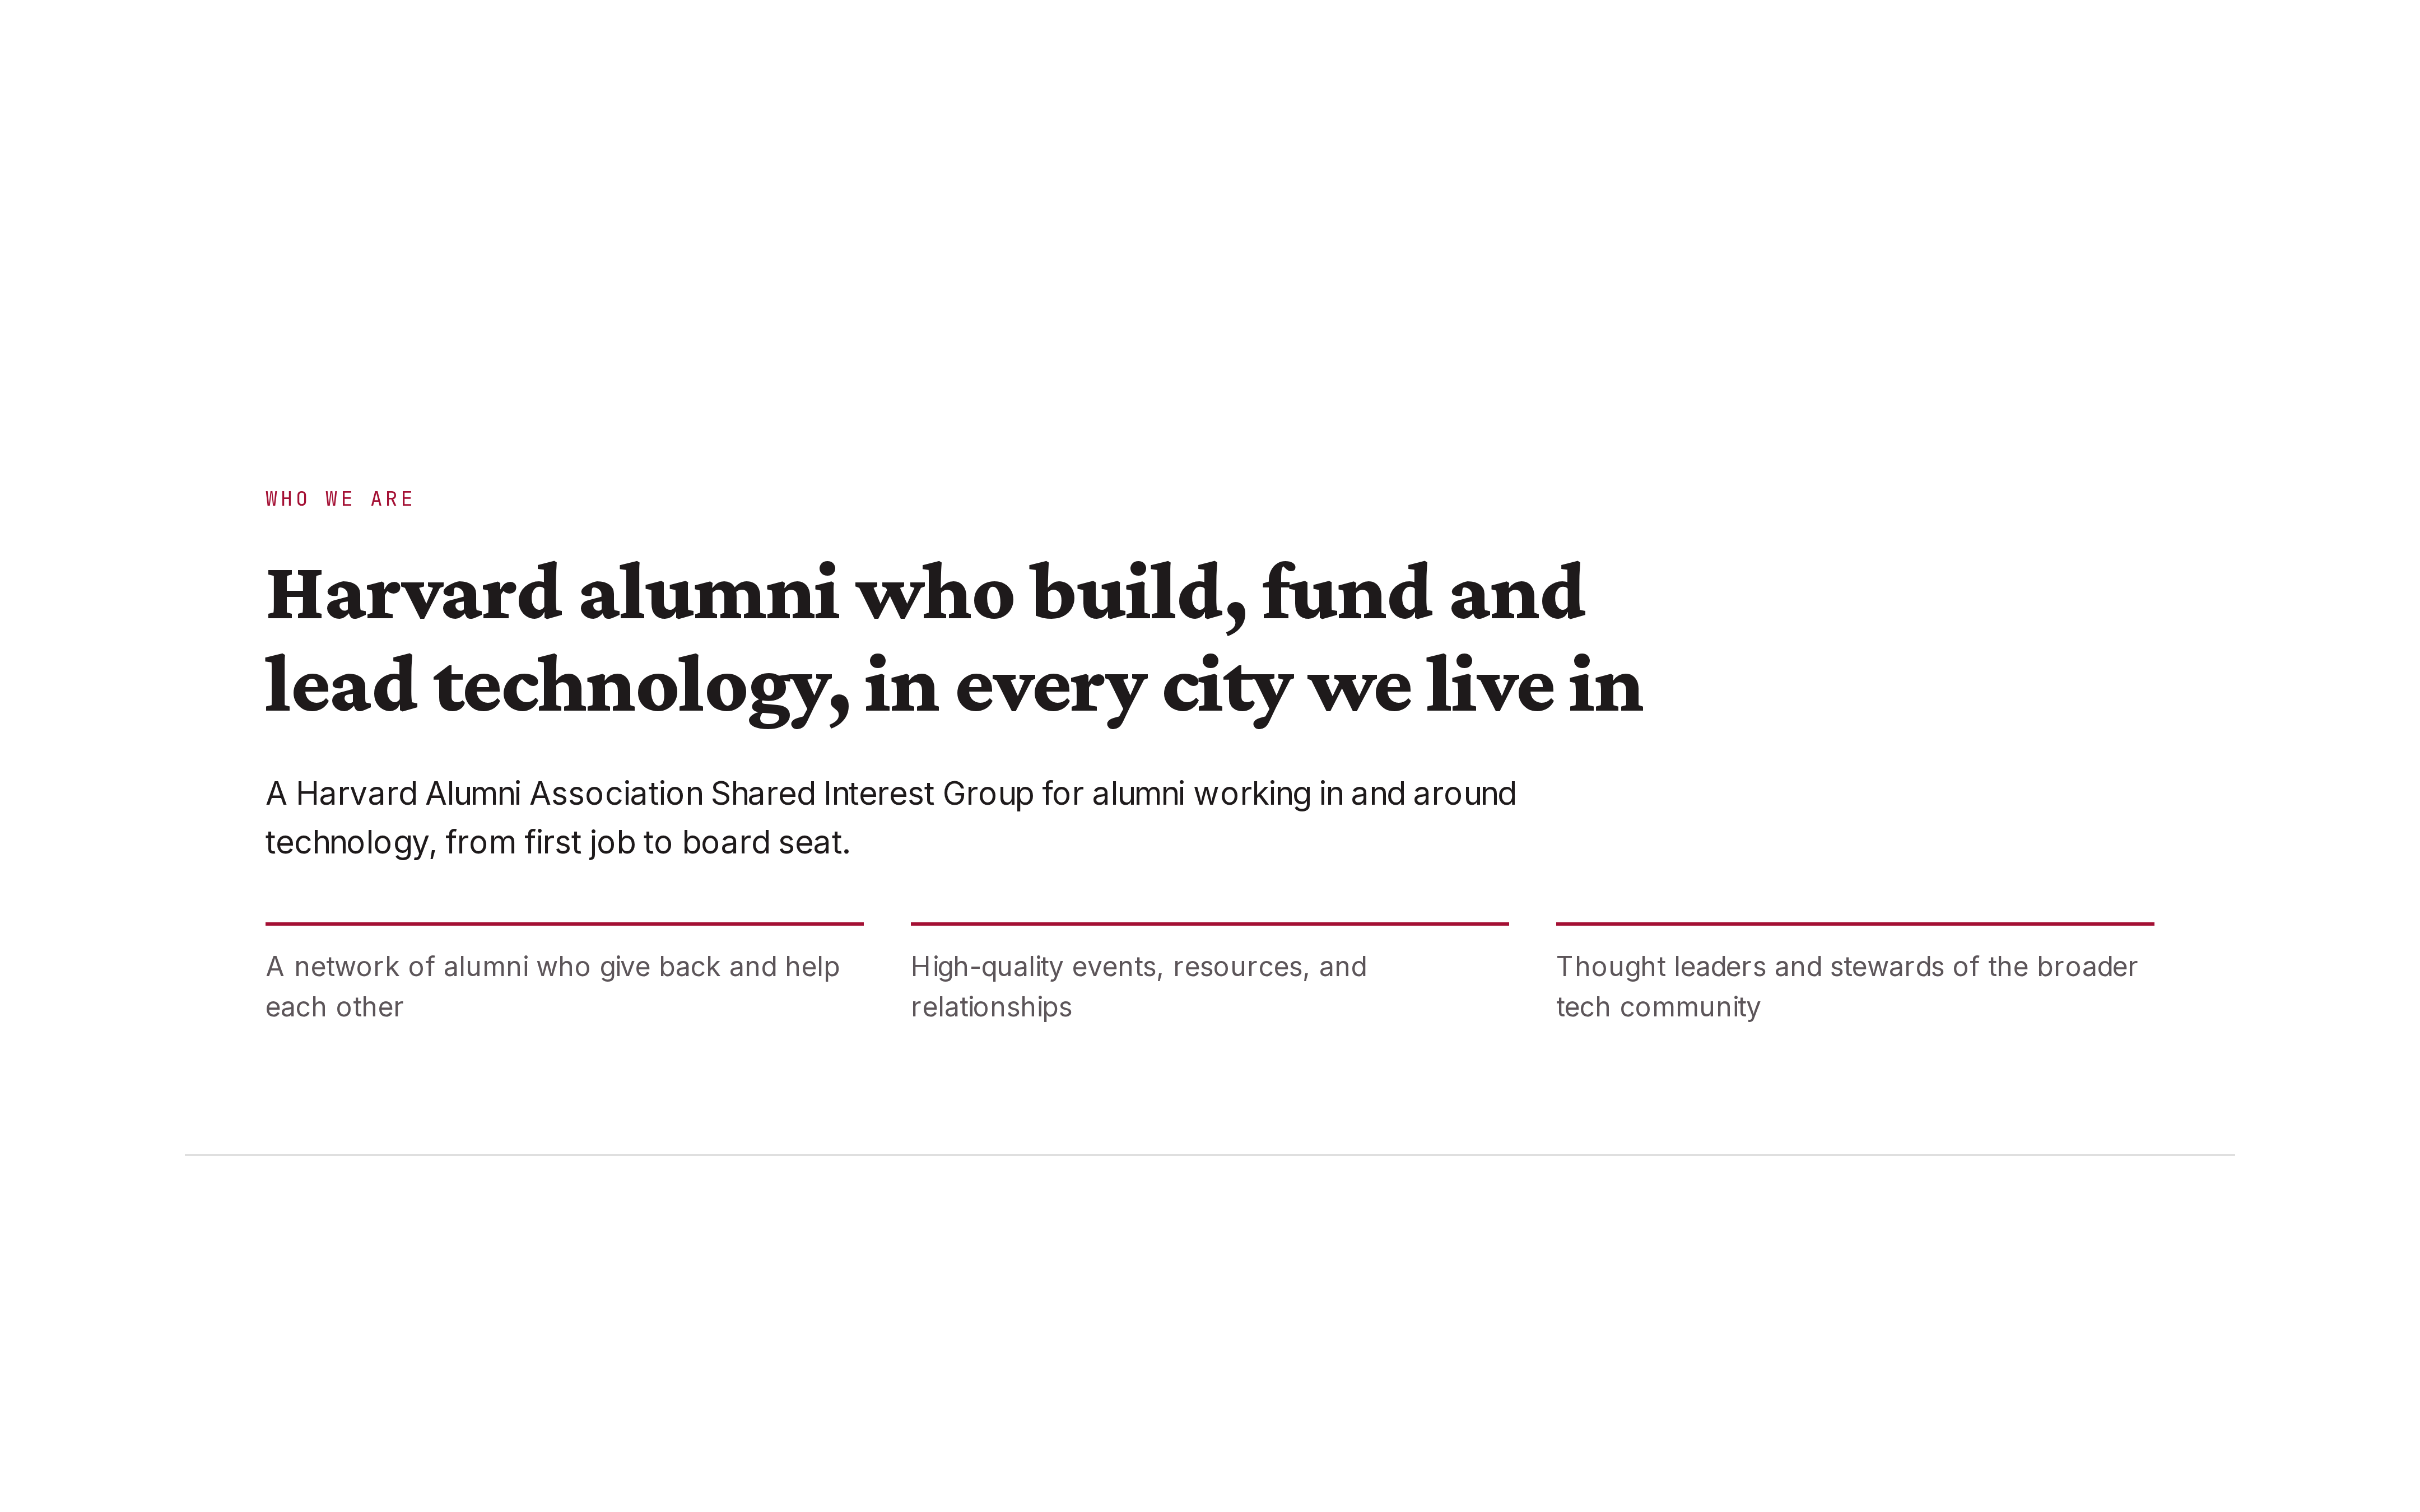 WHO WE ARE
Harvard alumni who build, fund and
lead technology, in every city we live in
A Harvard Alumni Association Shared Interest Group for alumni working in and around
technology, from first job to board seat.
A network of alumni who give back and help
each other
High-quality events, resources, and
relationships
Thought leaders and stewards of the broader
tech community